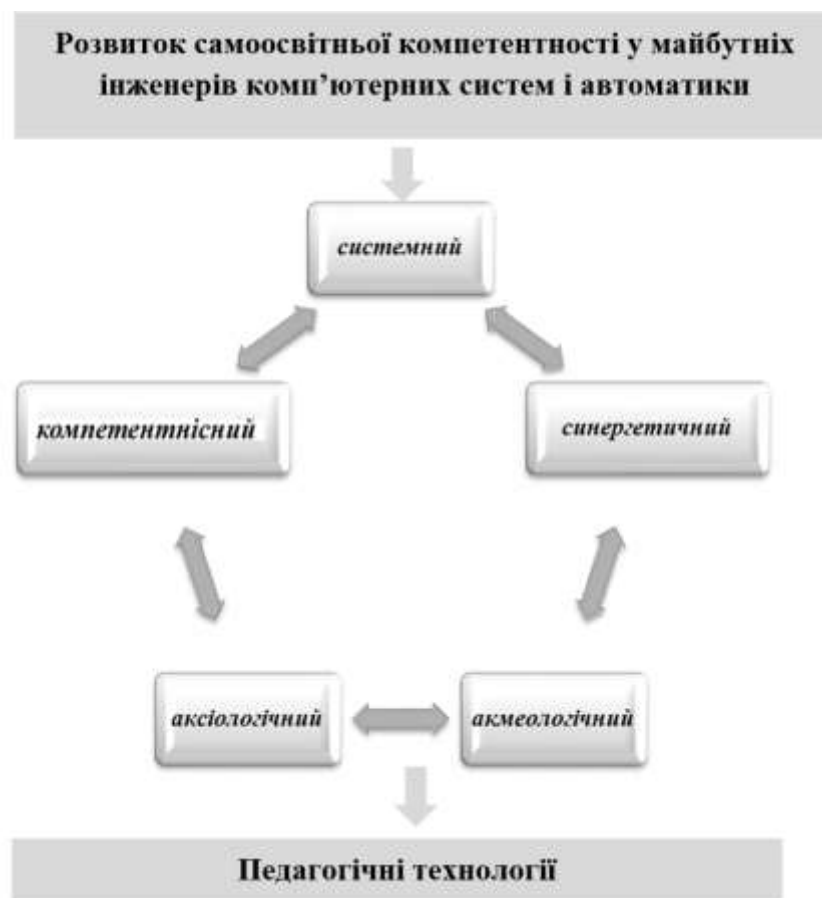 Розвиток самоосвітньої компетентності у майбутніх
інженерів комп’ютерних систем і автоматики
системний
компетентнісний
синергетичний
аксіологічний
акмеологічний
Педагогічні технології